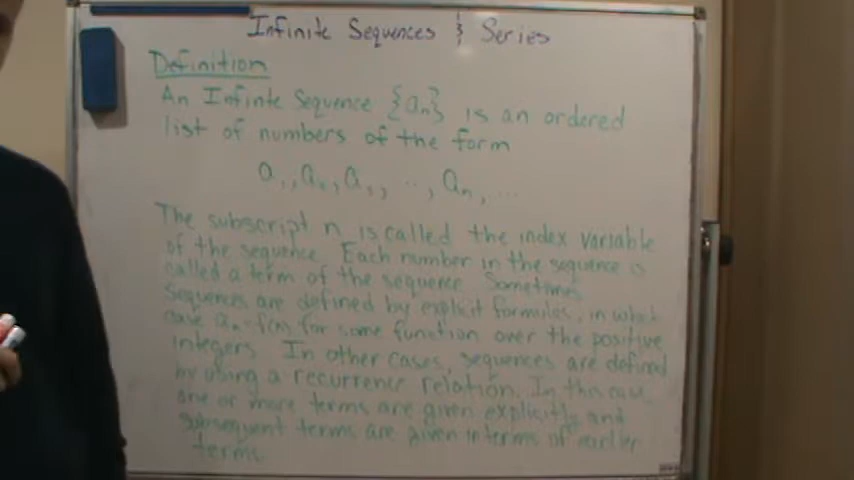 Infinite Sequences & Series
Definition
An Infinite Sequence {aₙ} is an ordered
list of numbers of the form
a₁, a₂, a₃, ..., aₙ, ...
The subscript n is called the index variable
of the sequence. Each number in the sequence is
called a term of the sequence. Sometimes
sequences are defined by explicit formulas, in which
case aₙ=f(n) for some function over the positive
integers. In other cases, sequences are defined
by using a recurrence relation. In this case,
one or more terms are given explicitly and
subsequent terms are given in terms of earlier
terms.